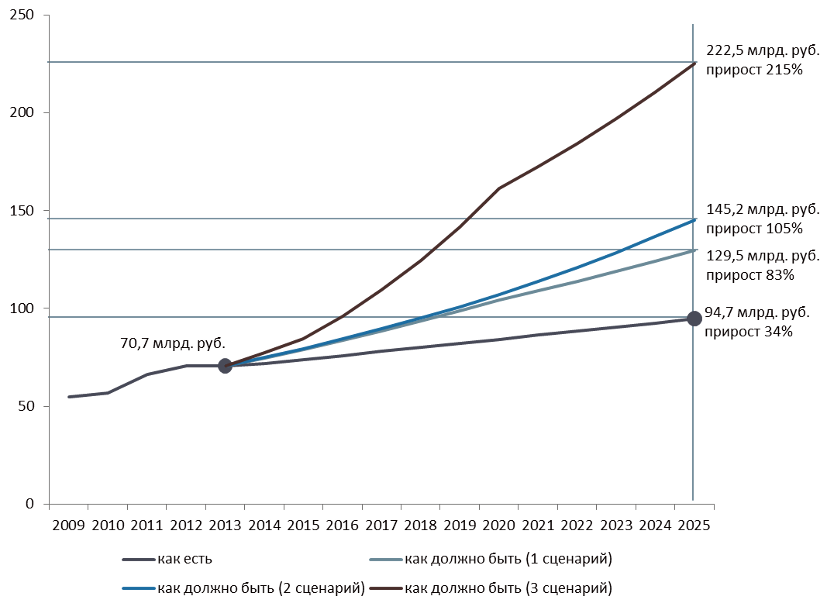 250
222,5 млрд. руб.
прирост 215%
200
150
145,2 млрд. руб.
прирост 105%
129,5 млрд. руб.
прирост 83%
100
94,7 млрд. руб.
прирост 34%
70,7 млрд. руб.
50
0
2009 2010 2011 2012 2013 2014 2015 2016 2017 2018 2019 2020 2021 2022 2023 2024 2025
как есть
как должно быть (1 сценарий)
как должно быть (2 сценарий)
как должно быть (3 сценарий)